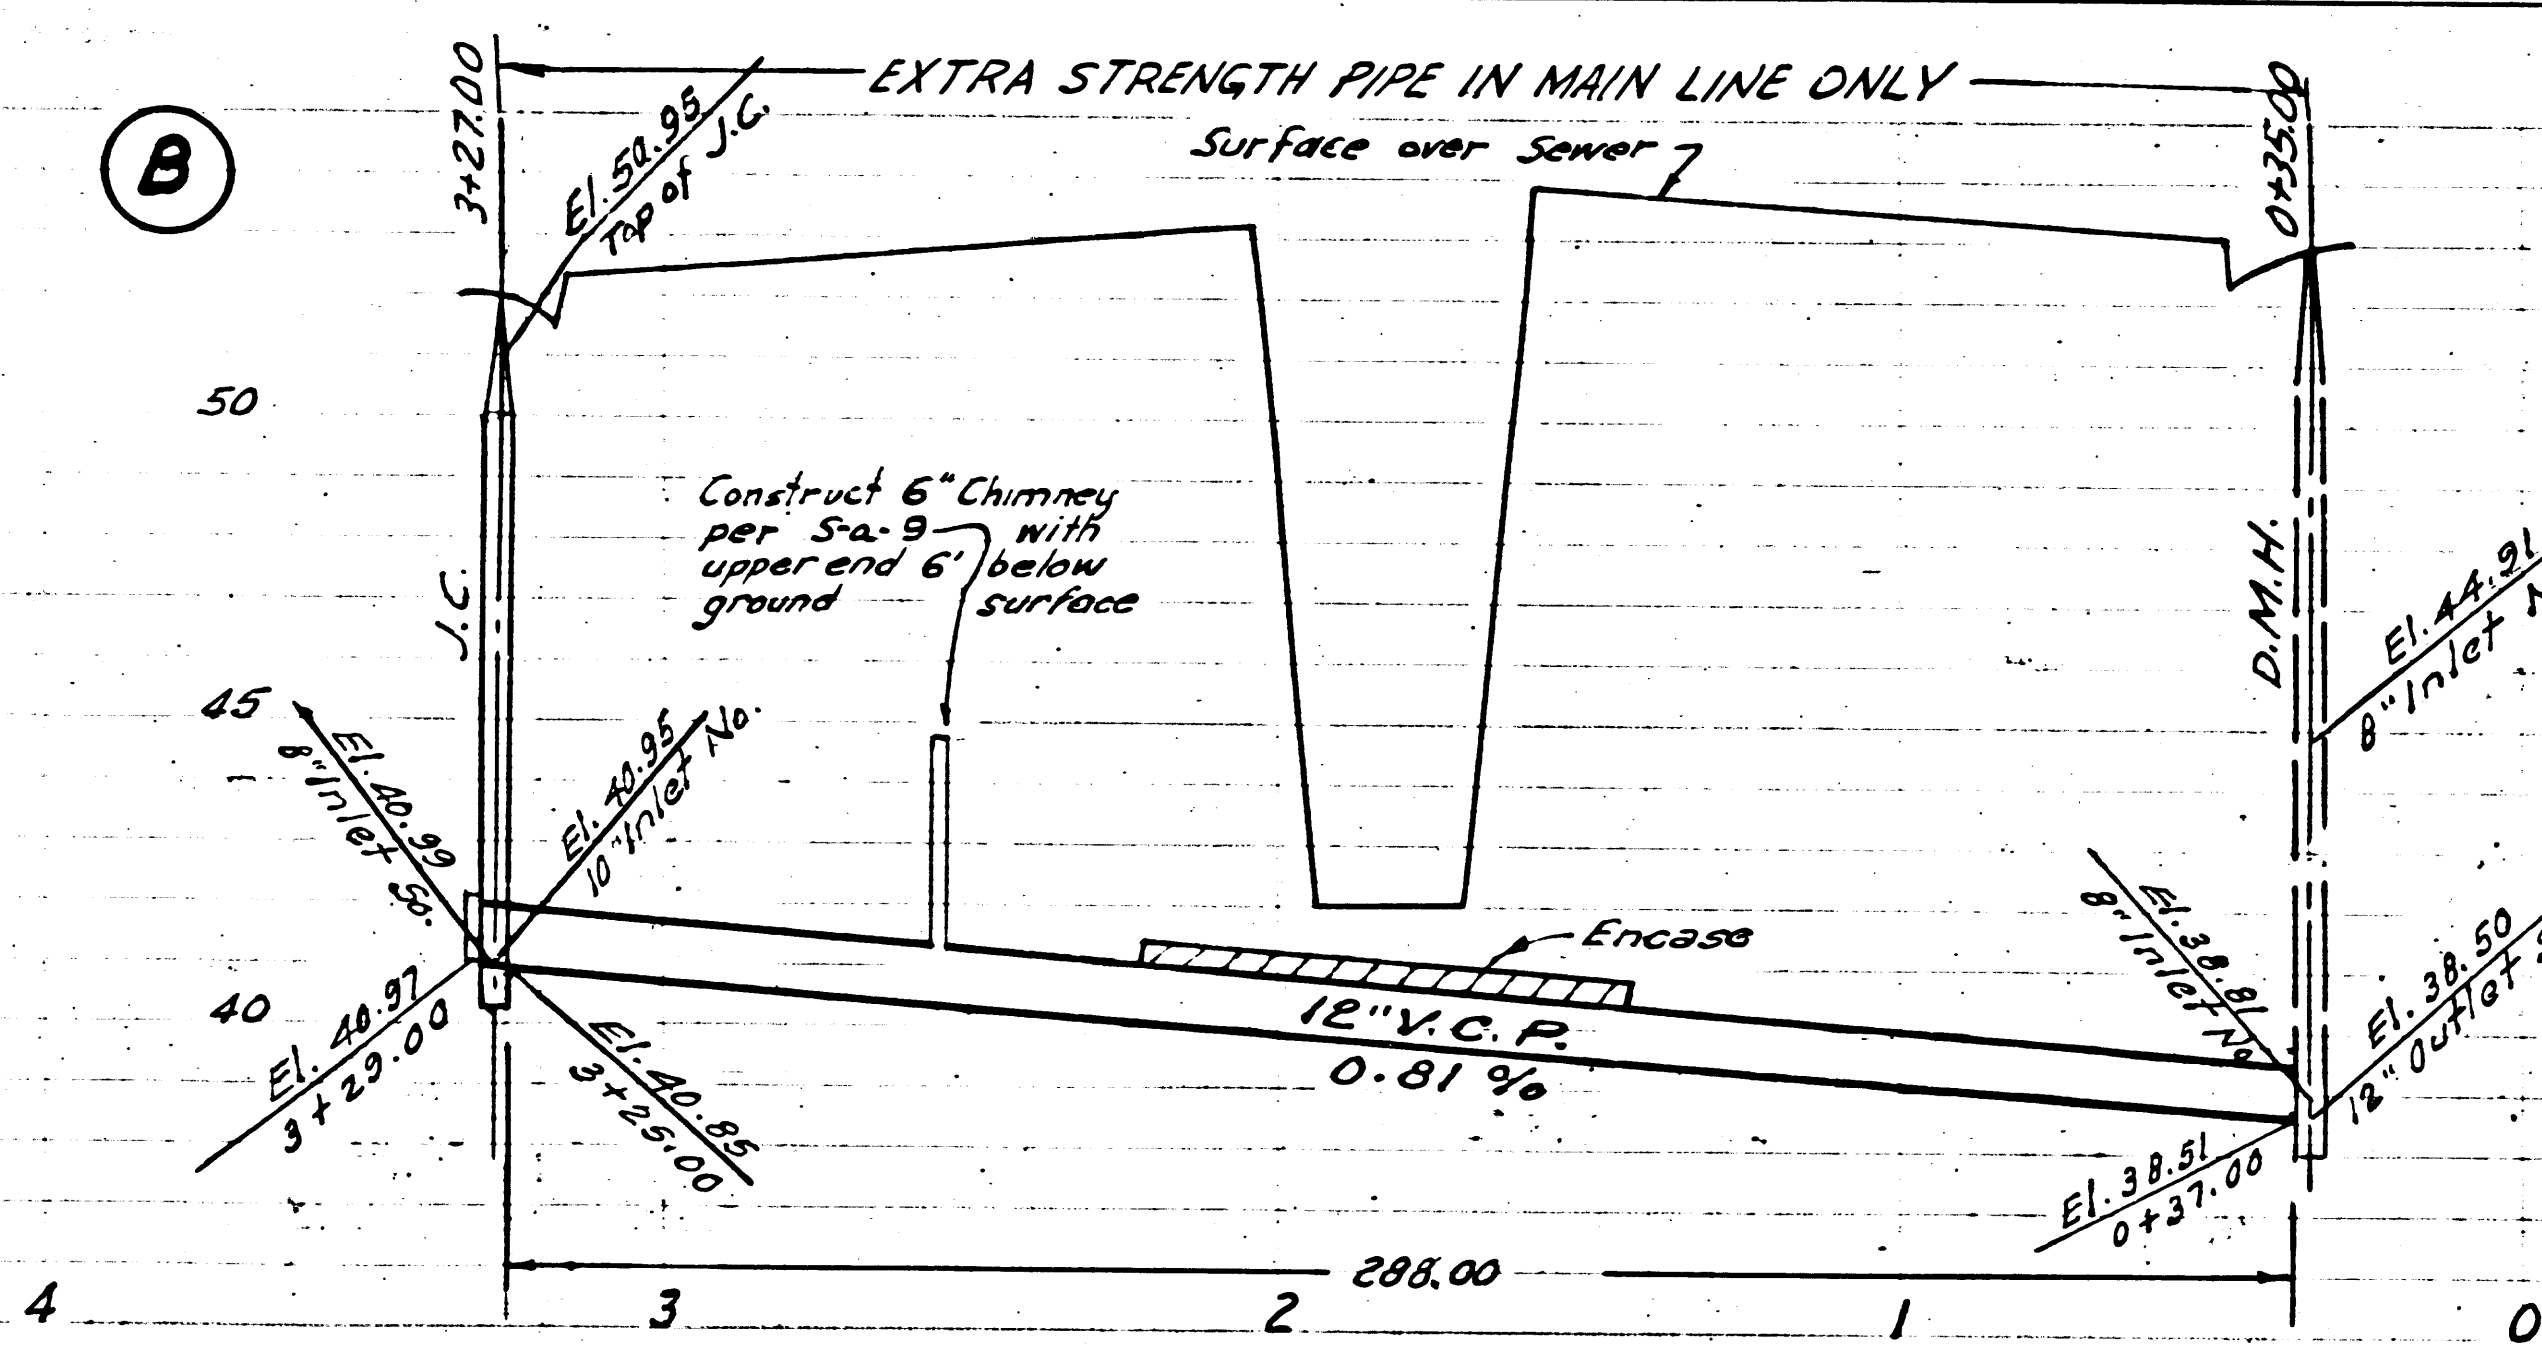 B
3+27.00
EXTRA STRENGTH PIPE IN MAIN LINE ONLY
0+35.00
El. 50.95
Top of J.C.
Surface over Sewer
50
Construct 6" Chimney
per S-a-9 with
upper end 6' below
ground surface
J.C.
D.M.H.
El. 44.91
8" Inlet
45
El. 40.99
8" Inlet So.
El. 40.95
10" Inlet No.
Encase
El. 38.81
8" Inlet No.
El. 38.50
12" Outlet
40
El. 40.97
3+29.00
El. 40.85
3+25.00
12" V.C.P.
0.81 %
El. 38.51
0+37.00
288.00
4 3 2 1 0